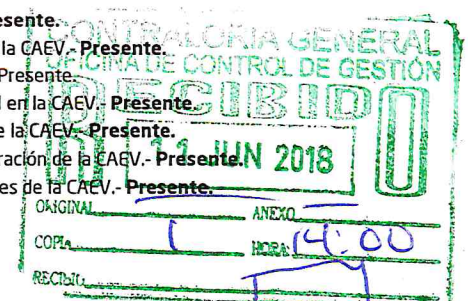 resente.
la CAEV.- Presente.
Presente.
l en la CAEV.- Presente.
e la CAEV.- Presente.
ración de la CAEV.- Presente.
es de la CAEV.- Presente.
CONTRALORIA GENERAL
OFICINA DE CONTROL DE GESTIÓN
RECIBIDO
11 JUN 2018
ORIGINAL ANEXO
COPIA 1 HORA: 14:00
RECIBIÓ